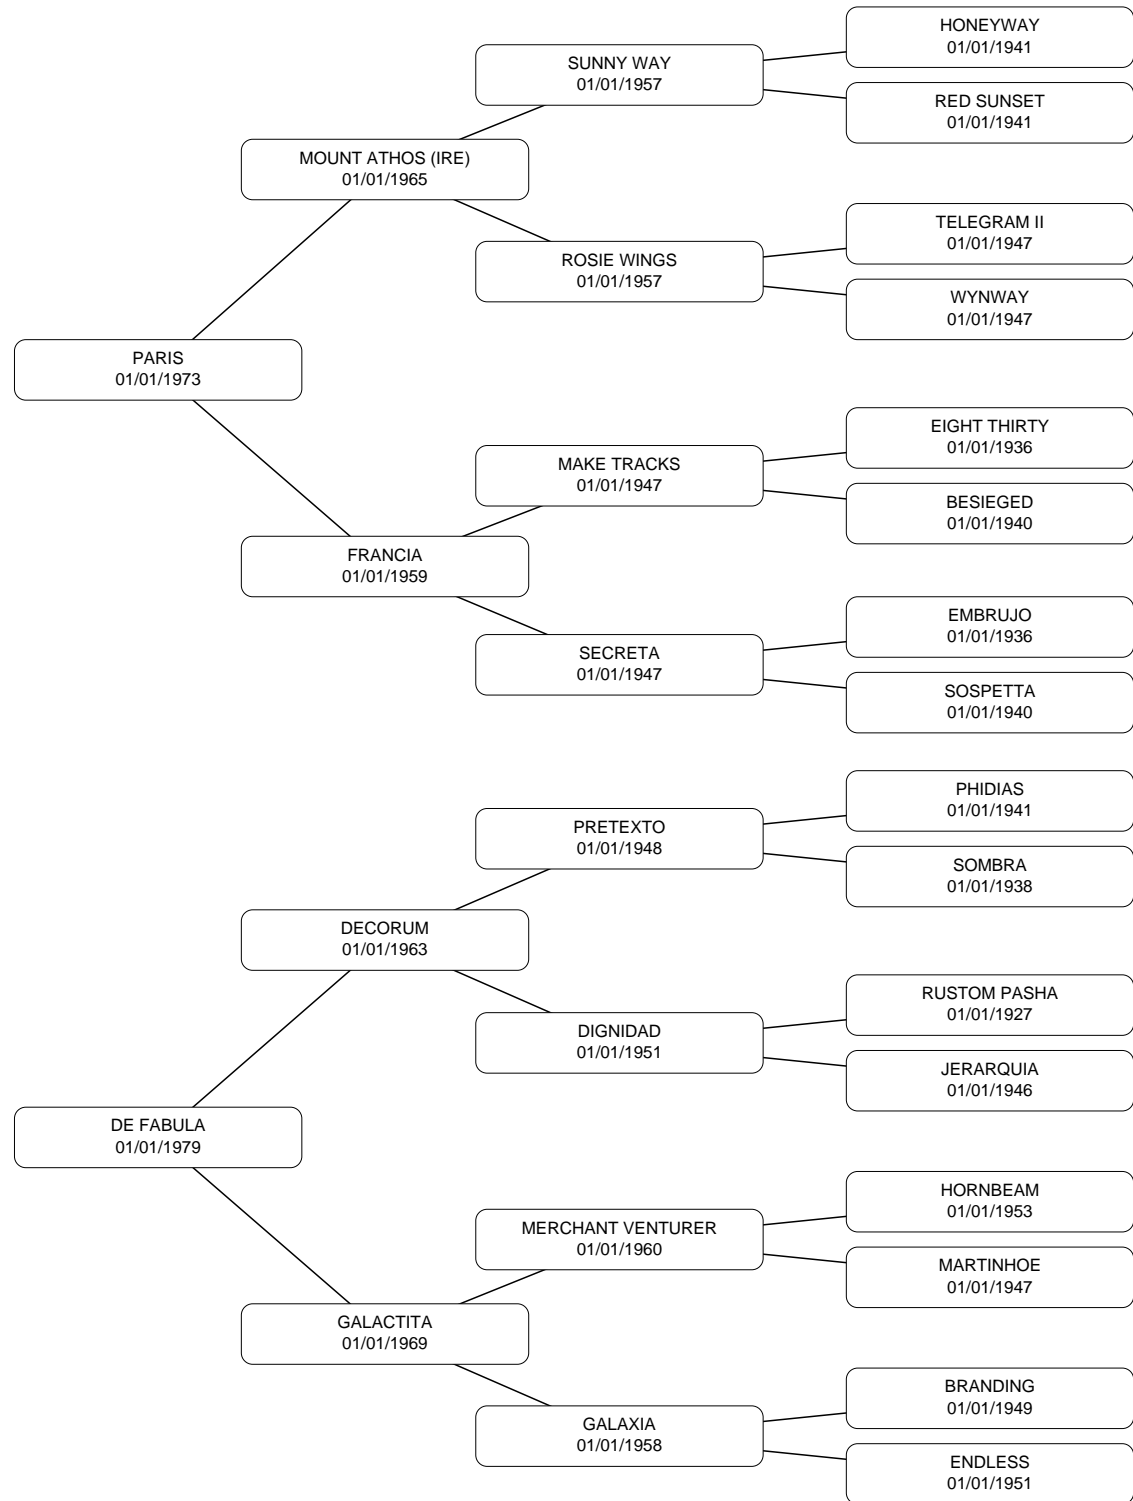 HONEYWAY
01/01/1941
SUNNY WAY
01/01/1957
RED SUNSET
01/01/1941
MOUNT ATHOS (IRE)
01/01/1965
TELEGRAM II
01/01/1947
ROSIE WINGS
01/01/1957
WYNWAY
01/01/1947
PARIS
01/01/1973
EIGHT THIRTY
01/01/1936
MAKE TRACKS
01/01/1947
BESIEGED
01/01/1940
FRANCIA
01/01/1959
EMBRUJO
01/01/1936
SECRETA
01/01/1947
SOSPETTA
01/01/1940
PHIDIAS
01/01/1941
PRETEXTO
01/01/1948
SOMBRA
01/01/1938
DECORUM
01/01/1963
RUSTOM PASHA
01/01/1927
DIGNIDAD
01/01/1951
JERARQUIA
01/01/1946
DE FABULA
01/01/1979
HORNBEAM
01/01/1953
MERCHANT VENTURER
01/01/1960
MARTINHOE
01/01/1947
GALACTITA
01/01/1969
BRANDING
01/01/1949
GALAXIA
01/01/1958
ENDLESS
01/01/1951